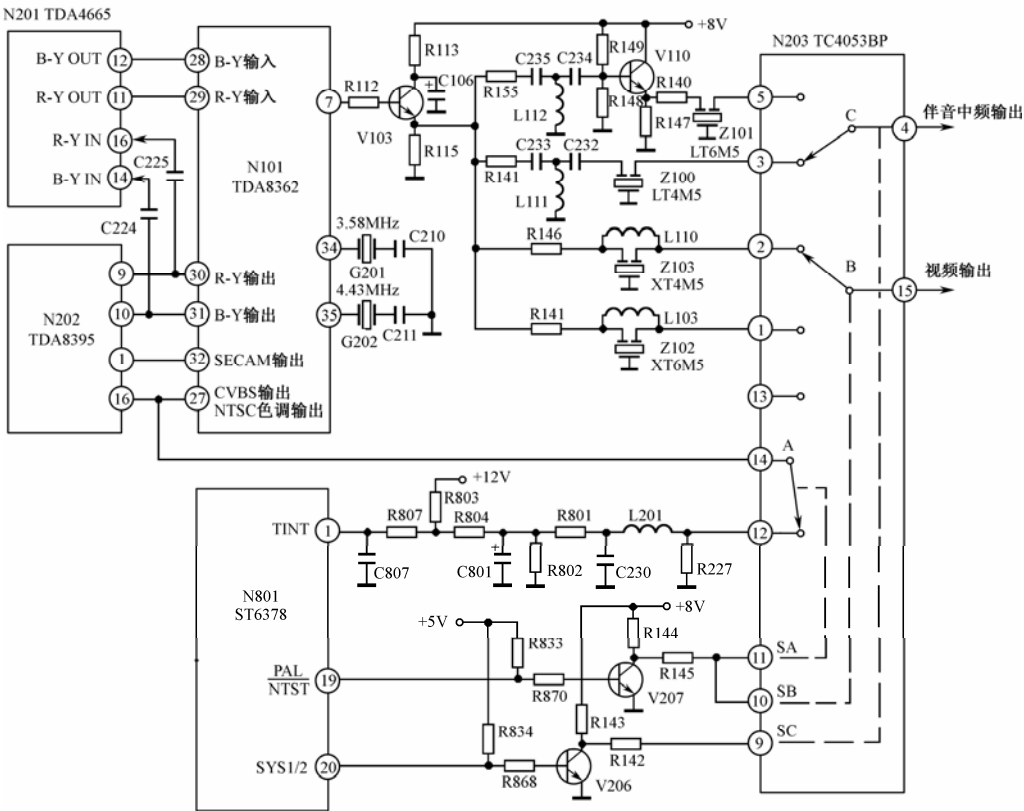 N201 TDA4665
B-Y OUT 12
R-Y OUT 11
R-Y IN 16
B-Y IN 14
C225
C224
28 B-Y输入
29 R-Y输入
7
N101
TDA8362
34
35
30 R-Y输出
31 B-Y输出
32 SECAM输出
27 CVBS输出
NTSC色调输出
N202
TDA8395
9
10
1
16
R112
R113
C106
+
V103
R115
3.58MHz
G201
C210
4.43MHz
G202
C211
+8V
C235
C234
R149
V110
R155
L112
R148
R140
R147
Z101
LT6M5
C233
C232
R141
L111
Z100
LT4M5
R146
L110
Z103
XT4M5
R141
L103
Z102
XT6M5
N203 TC4053BP
5
3
C
4
伴音中频输出
2
B
15
视频输出
1
13
14
A
12
11 SA
10 SB
9 SC
N801
ST6378
TINT 1
PAL
NTST
19
SYS1/2 20
+12V
R803
R807
R804
R801
L201
C807
+
C801
R802
C230
R227
+5V
R833
+8V
R144
R145
R870
V207
R834
R143
R142
R868
V206